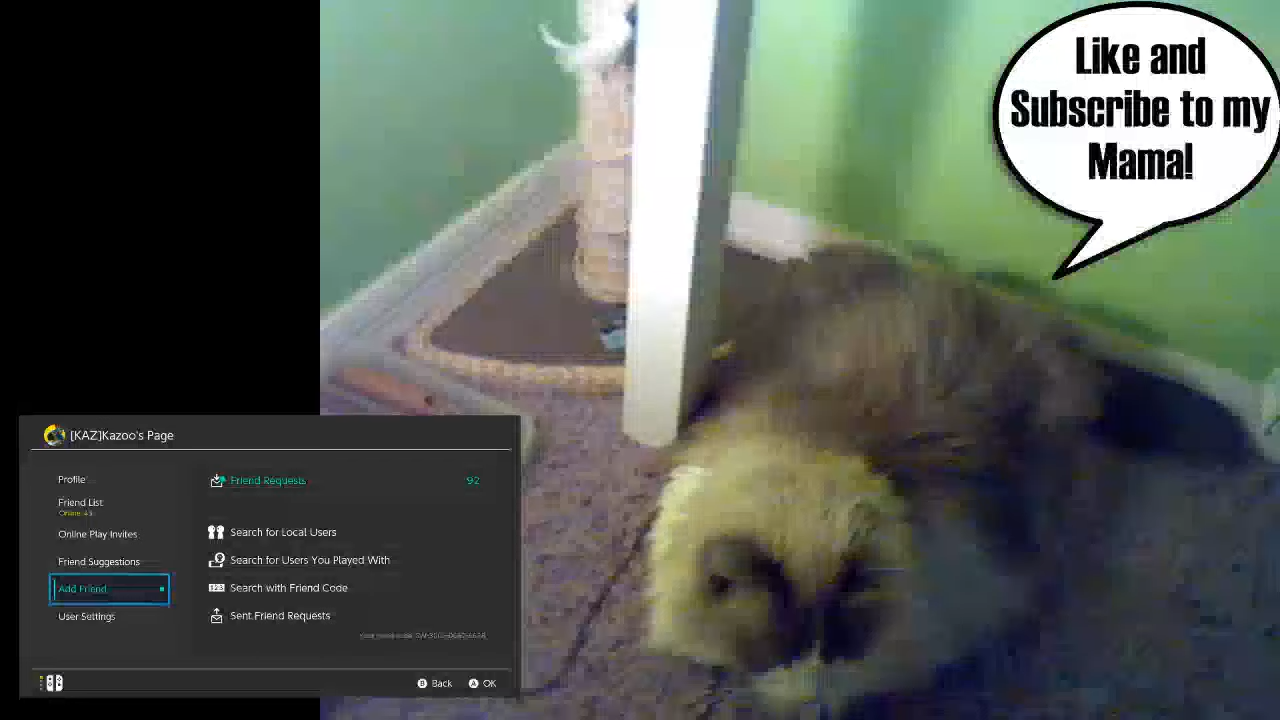 Like and
Subscribe to my
Mama!
[KAZ]Kazoo's Page
Profile
Friend List
Online Play Invites
Friend Suggestions
Add Friend
User Settings
Friend Requests 92
Search for Local Users
Search for Users You Played With
Search with Friend Code
Sent Friend Requests
Back
OK